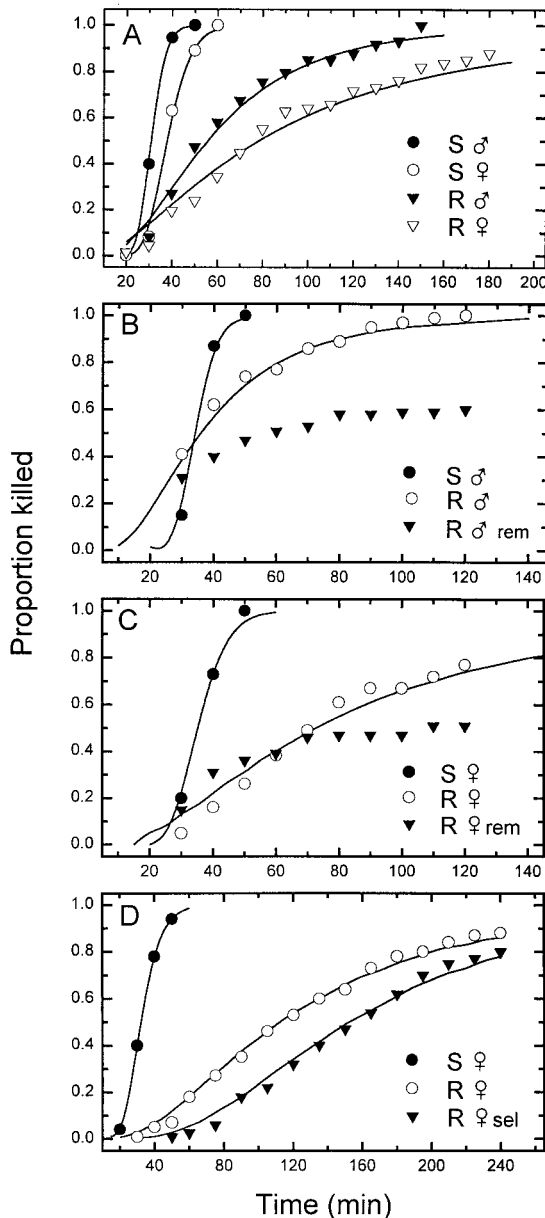 Proportion killed
A
1.0
0.8
0.6
0.4
0.2
0.0
S ♂
S ♀
R ♂
R ♀
20 40 60 80 100 120 140 160 180 200
B
1.0
0.8
0.6
0.4
0.2
0.0
S ♂
R ♂
R ♂ rem
20 40 60 80 100 120 140
C
1.0
0.8
0.6
0.4
0.2
0.0
S ♀
R ♀
R ♀ rem
20 40 60 80 100 120 140
D
1.0
0.8
0.6
0.4
0.2
0.0
S ♀
R ♀
R ♀ sel
40 80 120 160 200 240
Time (min)